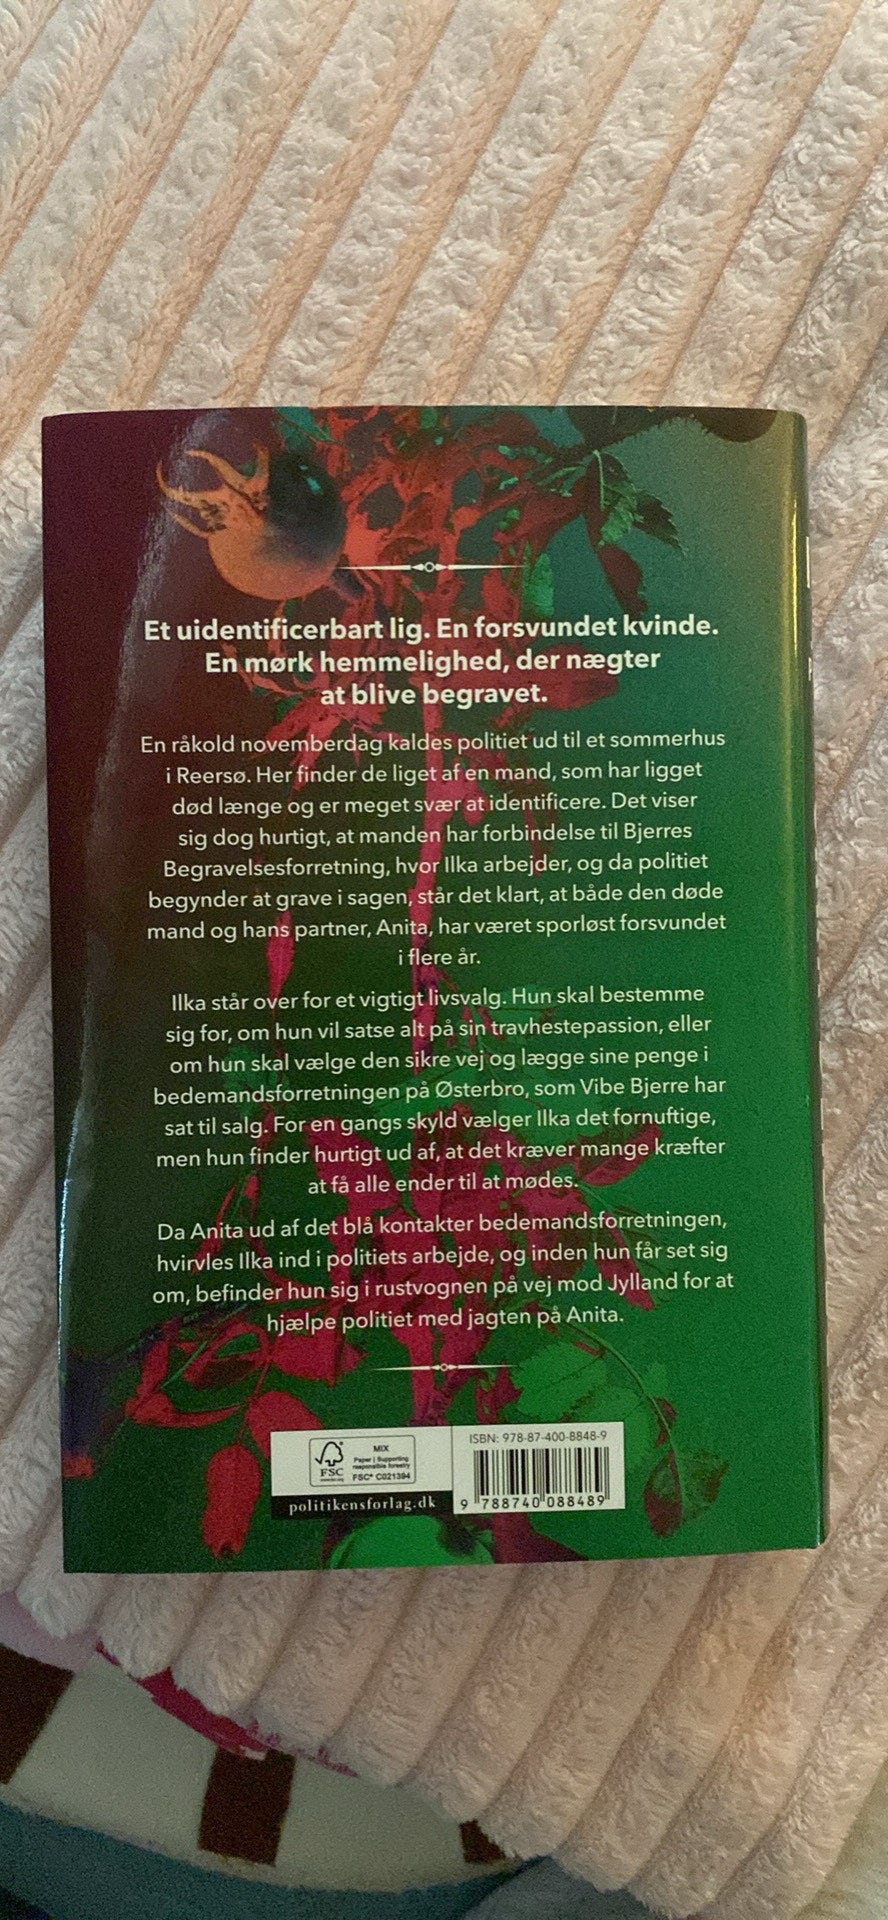 Et uidentificerbart lig. En forsvundet kvinde.
En mørk hemmelighed, der nægter
at blive begravet.
En råkold novemberdag kaldes politiet ud til et sommerhus
i Reersø. Her finder de liget af en mand, som har ligget
død længe og er meget svær at identificere. Det viser
sig dog hurtigt, at manden har forbindelse til Bjerres
Begravelsesforretning, hvor Ilka arbejder, og da politiet
begynder at grave i sagen, står det klart, at både den døde
mand og hans partner, Anita, har været sporløst forsvundet
i flere år.
Ilka står over for et vigtigt livsvalg. Hun skal bestemme
sig for, om hun vil satse alt på sin travhestepassion, eller
om hun skal vælge den sikre vej og lægge sine penge i
bedemandsforretningen på Østerbro, som Vibe Bjerre har
sat til salg. For en gangs skyld vælger Ilka det fornuftige,
men hun finder hurtigt ud af, at det kræver mange kræfter
at få alle ender til at mødes.
Da Anita ud af det blå kontakter bedemandsforretningen,
hvirvles Ilka ind i politiets arbejde, og inden hun får set sig
om, befinder hun sig i rustvognen på vej mod Jylland for at
hjælpe politiet med jagten på Anita.
FSC
MIX
Paper | Supporting
responsible forestry
FSC® C021394
politikensforlag.dk
ISBN: 978-87-400-8848-9
9 788740 088489